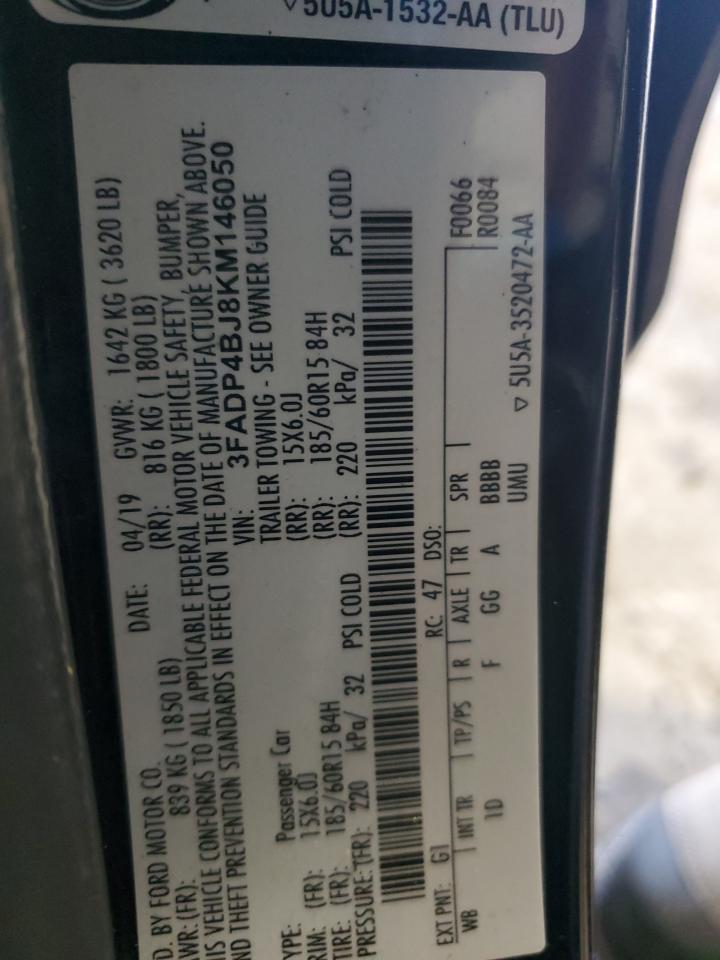 ▽5U5A-1532-AA (TLU)
D. BY FORD MOTOR CO. DATE: 04/19 GVWR: 1642 KG ( 3620 LB)
WR: (FR): 839 KG ( 1850 LB) (RR): 816 KG ( 1800 LB)
IS VEHICLE CONFORMS TO ALL APPLICABLE FEDERAL MOTOR VEHICLE SAFETY, BUMPER,
ND THEFT PREVENTION STANDARDS IN EFFECT ON THE DATE OF MANUFACTURE SHOWN ABOVE.
VIN: 3FADP4BJ8KM146050
YPE: Passenger Car TRAILER TOWING - SEE OWNER GUIDE
RIM: (FR): 15X6.0J (RR): 15X6.0J
TIRE: (FR): 185/60R15 84H (RR): 185/60R15 84H
PRESSURE: (FR): 220 kPa/ 32 PSI COLD (RR): 220 kPa/ 32 PSI COLD
EXT PNT: G1 RC: 47 DSO: F0066
WB INT TR TP/PS R AXLE TR SPR R0084
1D F GG A BBBB
UMU ▽ 5U5A-3520472-AA